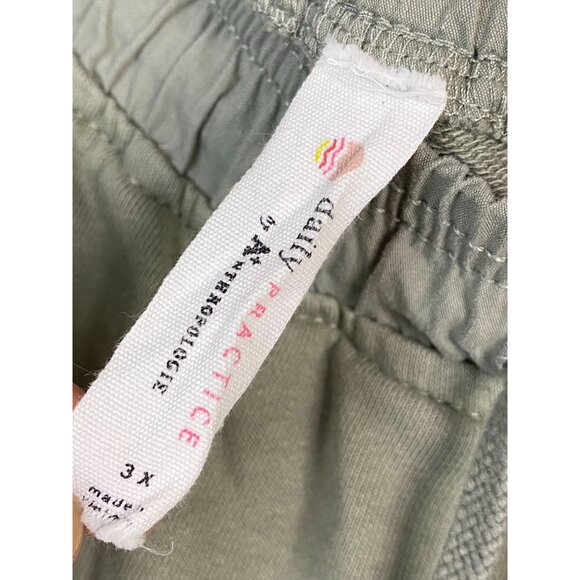 daily PRACTICE
by ANTHROPOLOGIE
3X
made